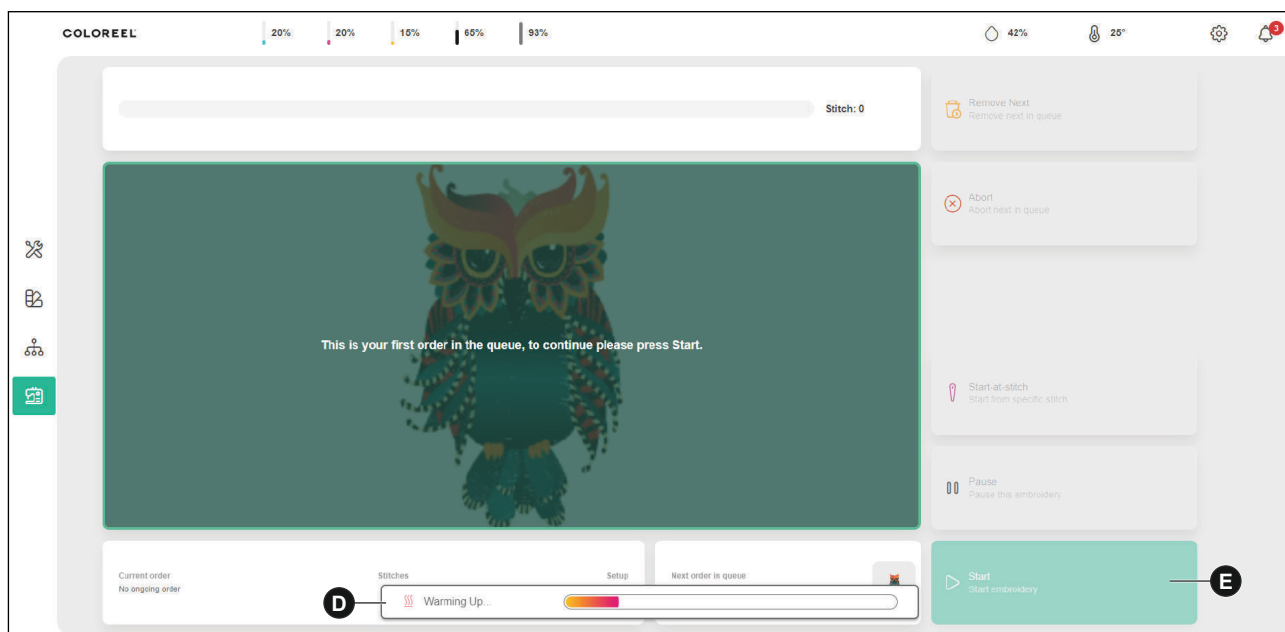 COLOREEL
20%
20%
15%
65%
93%
42%
25°
3
Stitch: 0
Remove Next
Remove next in queue
Abort
Abort next in queue
This is your first order in the queue, to continue please press Start.
Start-at-stitch
Start from specific stitch
Pause
Pause this embroidery
Current order
No ongoing order
Stitches
Setup
Next order in queue
D
Warming Up...
Start
Start embroidery
E